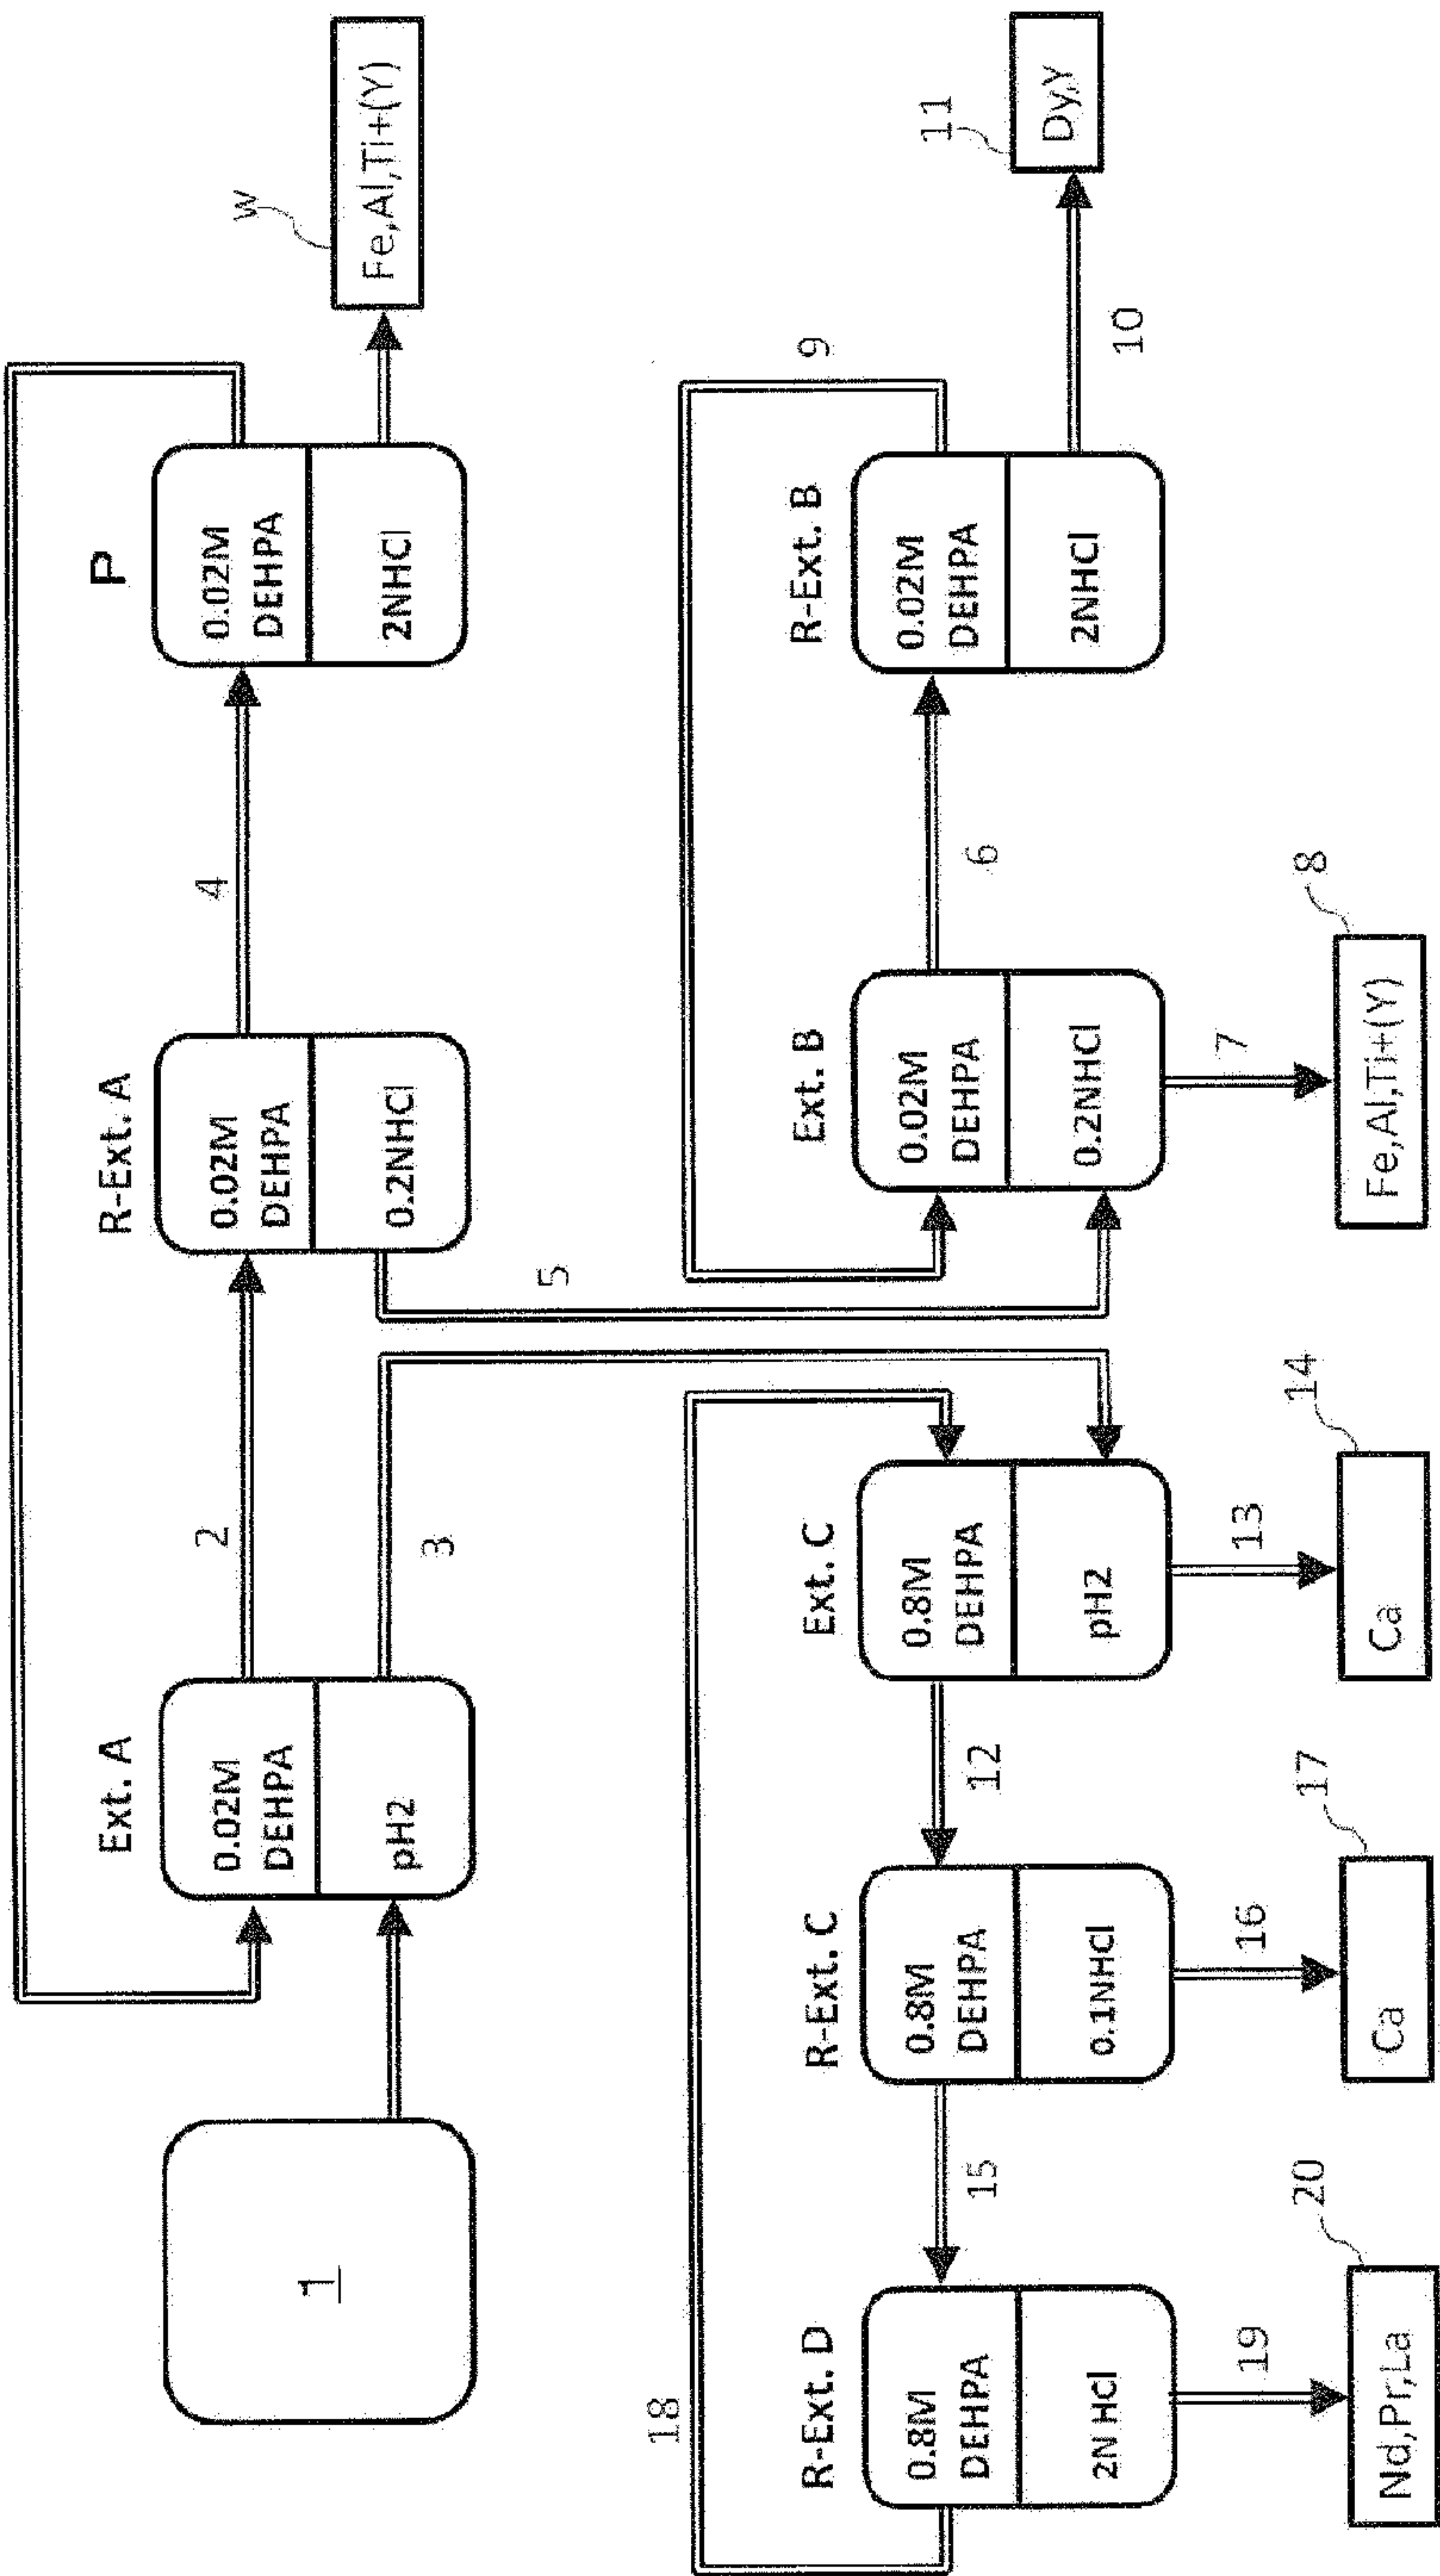 1
Ext. A
0.02M
DEHPA
pH2
2
3
R-Ext. A
0.02M
DEHPA
0.2NHCl
4
5
P
0.02M
DEHPA
2NHCl
w
Fe,Al,Ti+(Y)
18
R-Ext. D
0.8M
DEHPA
2N HCl
19
20
Nd,Pr,La
15
R-Ext. C
0.8M
DEHPA
0.1NHCl
16
17
Ca
12
Ext. C
0.8M
DEHPA
pH2
13
14
Ca
Ext. B
0.02M
DEHPA
0.2NHCl
7
8
Fe,Al,Ti+(Y)
6
9
R-Ext. B
0.02M
DEHPA
2NHCl
10
11
Dy,Y